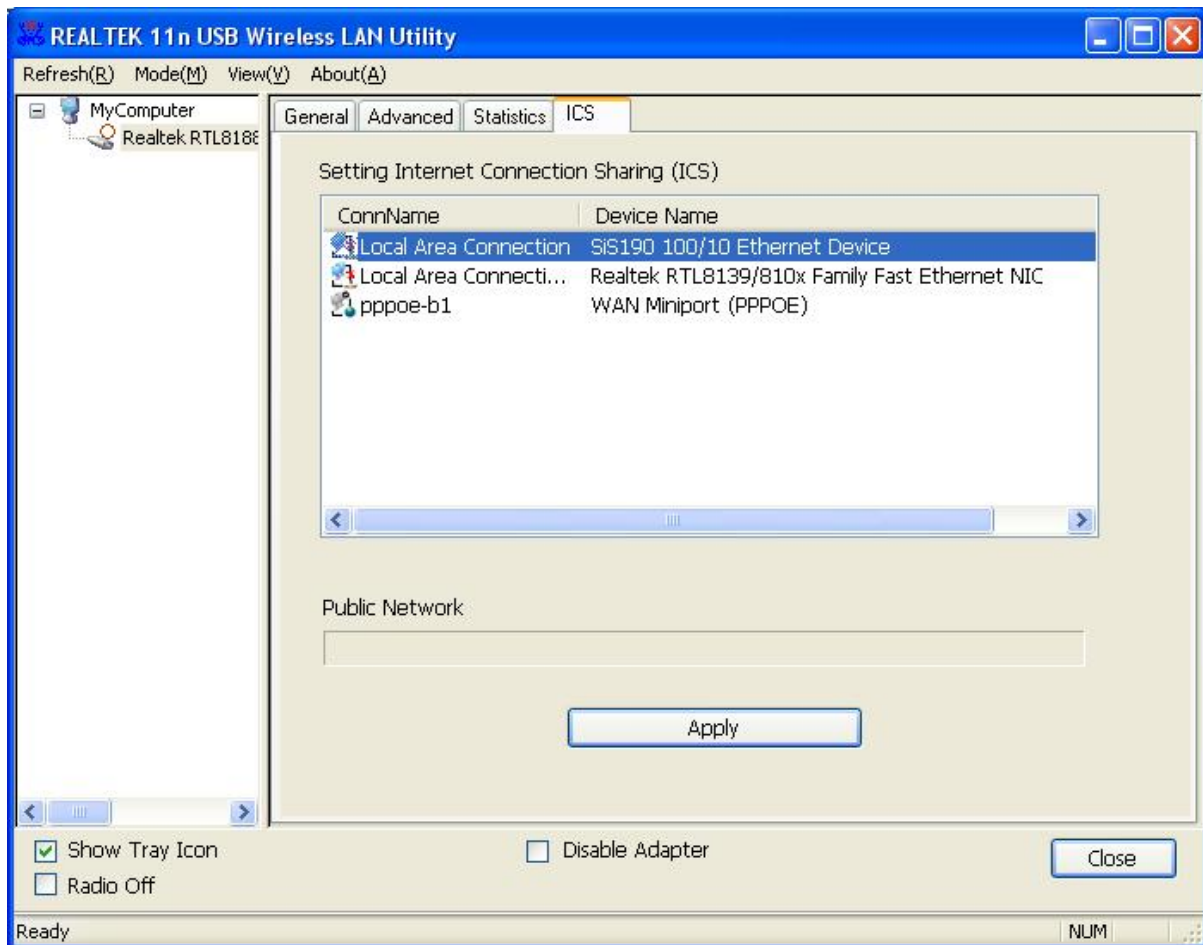 REALTEK 11n USB Wireless LAN Utility
Refresh(R) Mode(M) View(V) About(A)
MyComputer
Realtek RTL8188
General Advanced Statistics ICS
Setting Internet Connection Sharing (ICS)
ConnName Device Name
Local Area Connection SiS190 100/10 Ethernet Device
Local Area Connecti... Realtek RTL8139/810x Family Fast Ethernet NIC
pppoe-b1 WAN Miniport (PPPOE)
Public Network
Apply
Show Tray Icon
Disable Adapter
Close
Radio Off
Ready
NUM